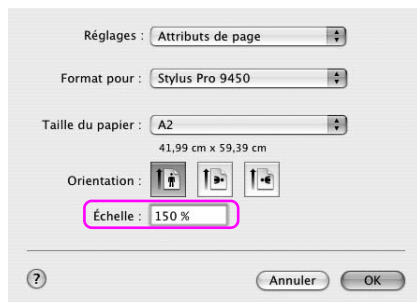 Réglages : Attributs de page
Format pour : Stylus Pro 9450
Taille du papier : A2
41,99 cm x 59,39 cm
Orientation :
Échelle : 150 %
? Annuler OK